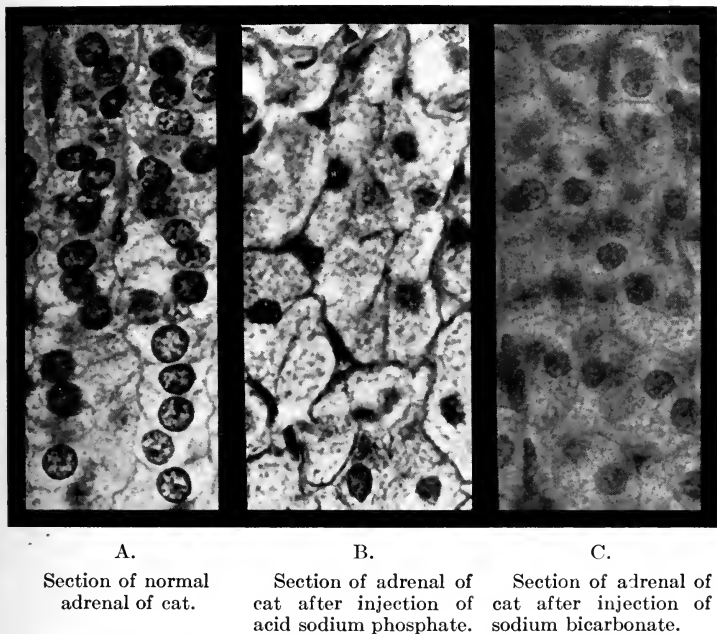 A.
Section of normal
adrenal of cat.
B.
Section of adrenal of
cat after injection of
acid sodium phosphate.
C.
Section of adrenal of
cat after injection of
sodium bicarbonate.